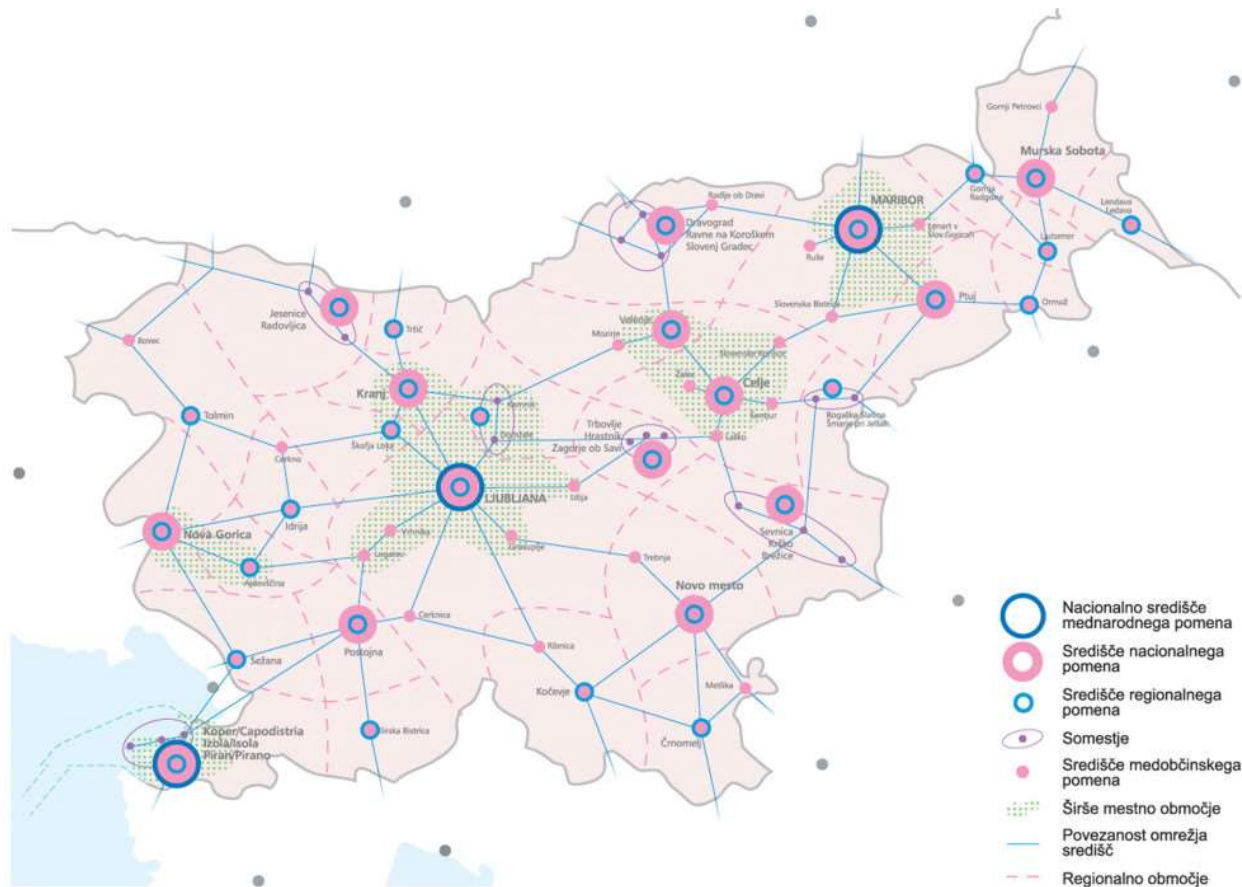 Gornji Petrovci
Murska Sobota
Radlje ob Dravi
MARIBOR
Gornja
Radgona
Lendava
Lenart v
Slov.Goricah
Ljutomer
Dravograd
Ravne na Koroškem
Slovenj Gradec
Ruše
Ptuj
Ormož
Slovenska Bistrica
Jesenice
Radovljica
Tržič
Velenje
Mozirje
Bovec
Slovenske Konjice
Žalec
Celje
Kranj
Kamnik
Šentjur
Rogaška Slatina
Šmarje pri Jelšah
Tolmin
Domžale
Trbovlje
Hrastnik
Zagorje ob Savi
Laško
Škofja Loka
Cerkno
LJUBLJANA
Litija
Idrija
Nova Gorica
Vrhnika
Grosuplje
Sevnica
Krško
Brežice
Logatec
Ajdovščina
Trebnje
Novo mesto
Cerknica
Postojna
Ribnica
Sežana
Kočevje
Metlika
Ilirska Bistrica
Črnomelj
Koper/Capodistria
Izola/Isola
Piran/Pirano
Nacionalno središče
mednarodnega pomena
Središče nacionalnega
pomena
Središče regionalnega
pomena
Somestje
Središče medobčinskega
pomena
Širše mestno območje
Povezanost omrežja
središč
Regionalno območje